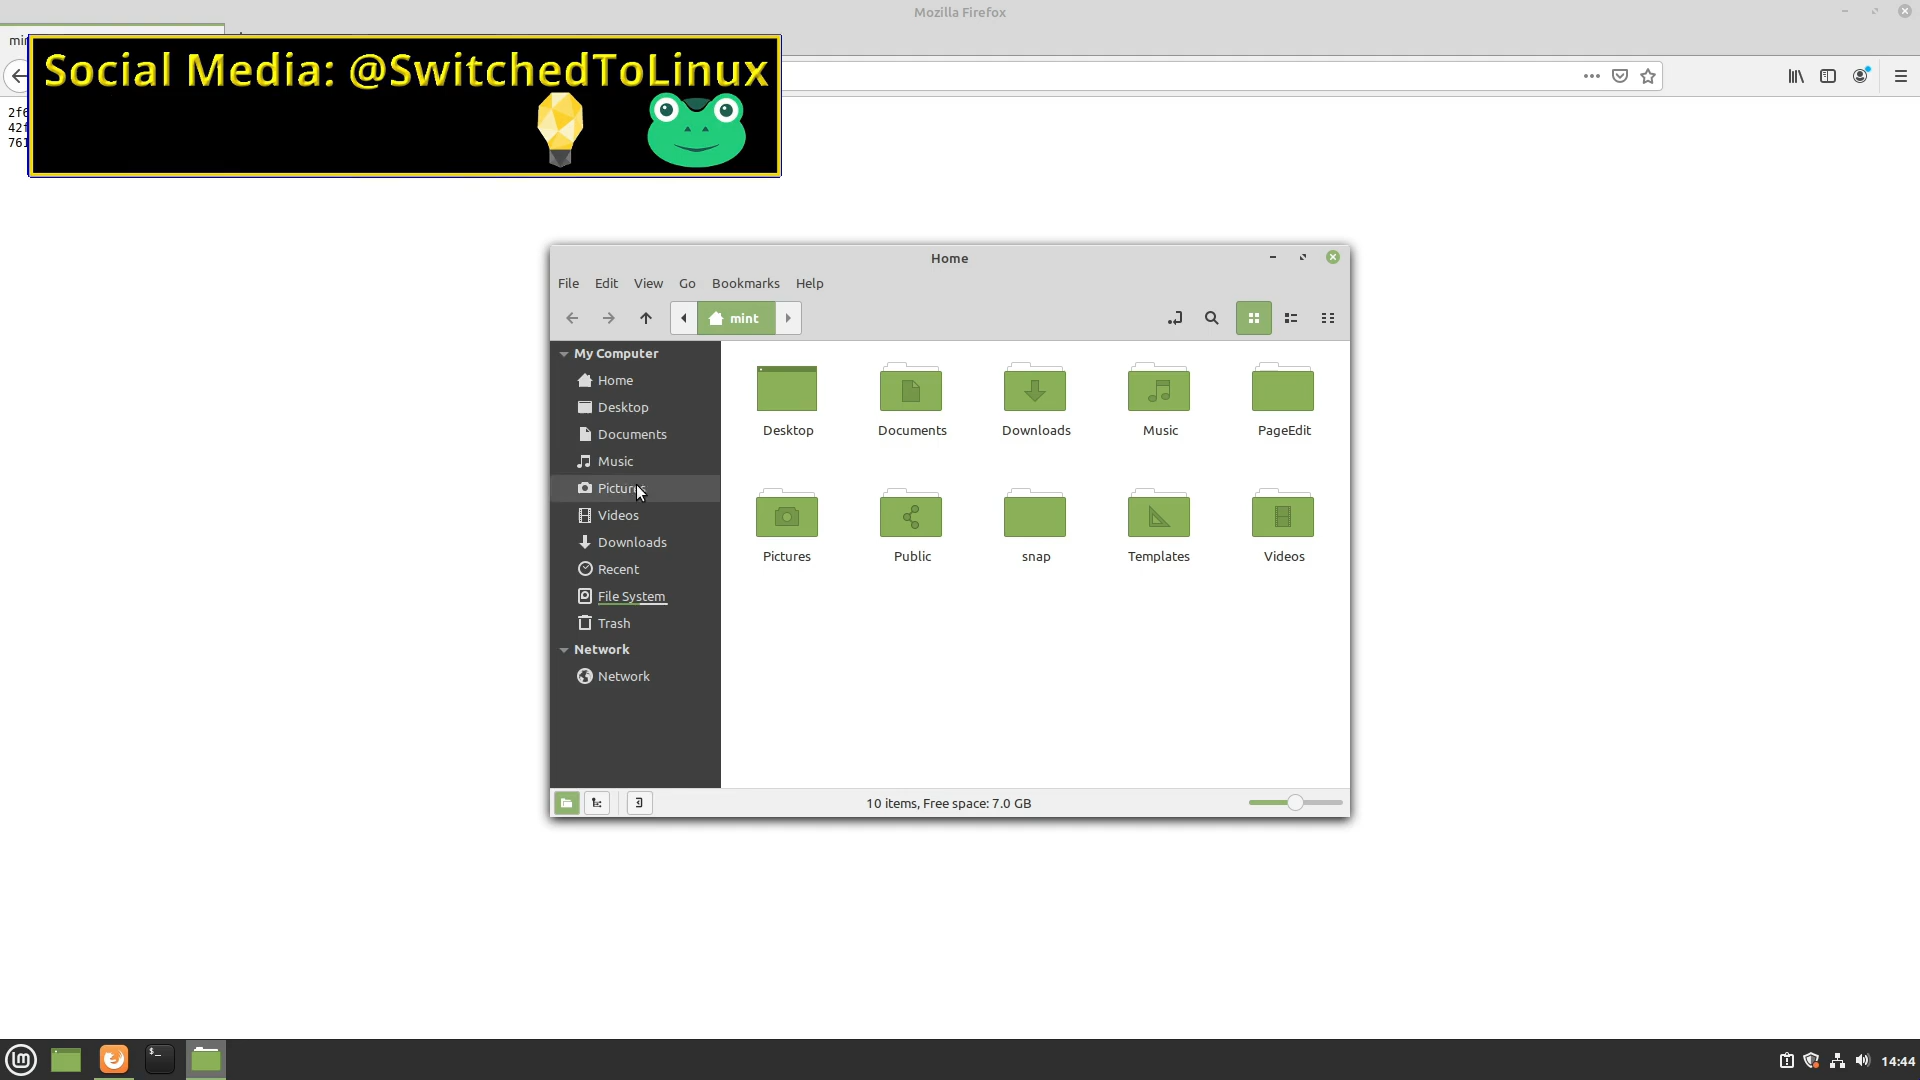 Mozilla Firefox
Social Media: @SwitchedToLinux
Home
File Edit View Go Bookmarks Help
mint
My Computer
Home
Desktop
Documents
Music
Pictures
Videos
Downloads
Recent
File System
Trash
Network
Network
Desktop Documents Downloads Music PageEdit
Pictures Public snap Templates Videos
10 items, Free space: 7.0 GB
14:44